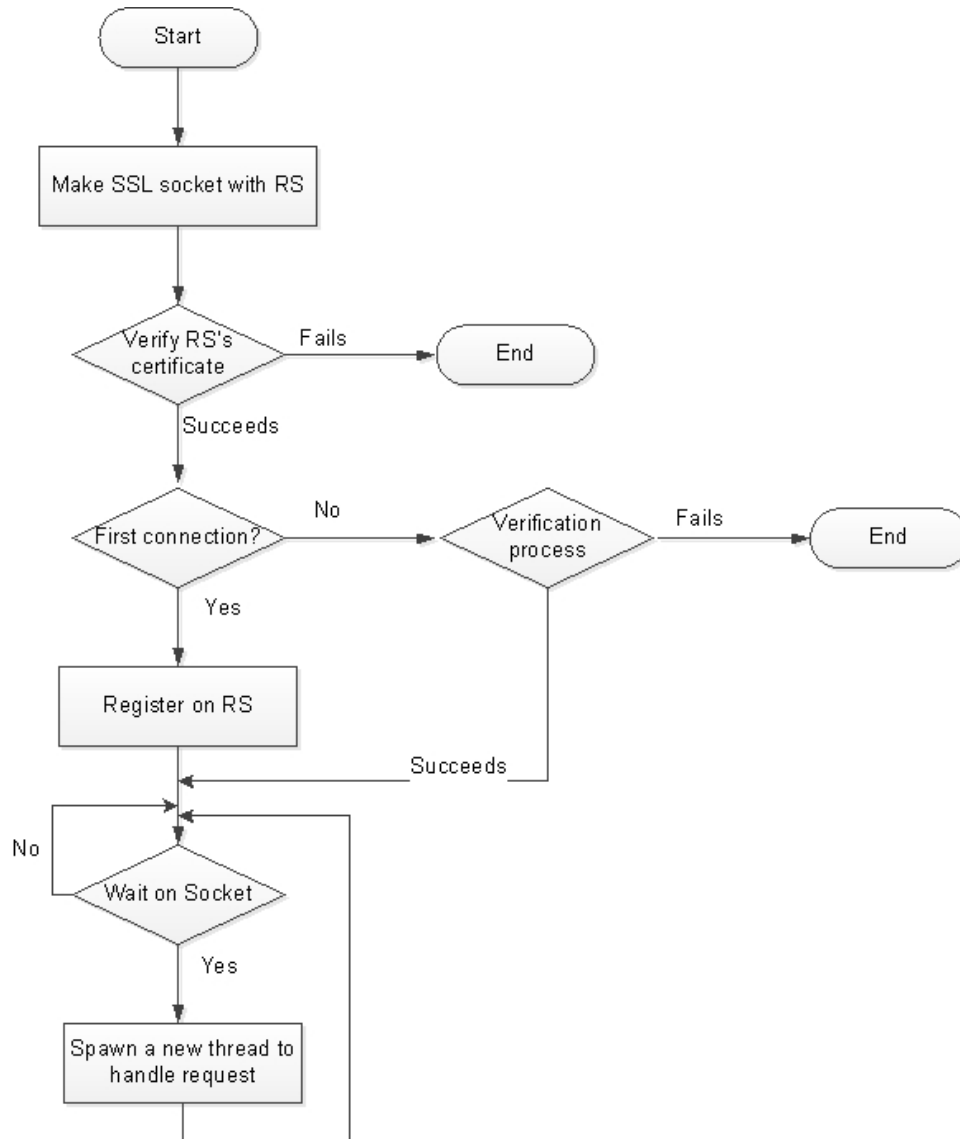 Start
Make SSL socket with RS
Verify RS's
certificate
Fails
End
Succeeds
First connection?
No
Verification
process
Fails
End
Yes
Register on RS
Succeeds
No
Wait on Socket
Yes
Spawn a new thread to
handle request